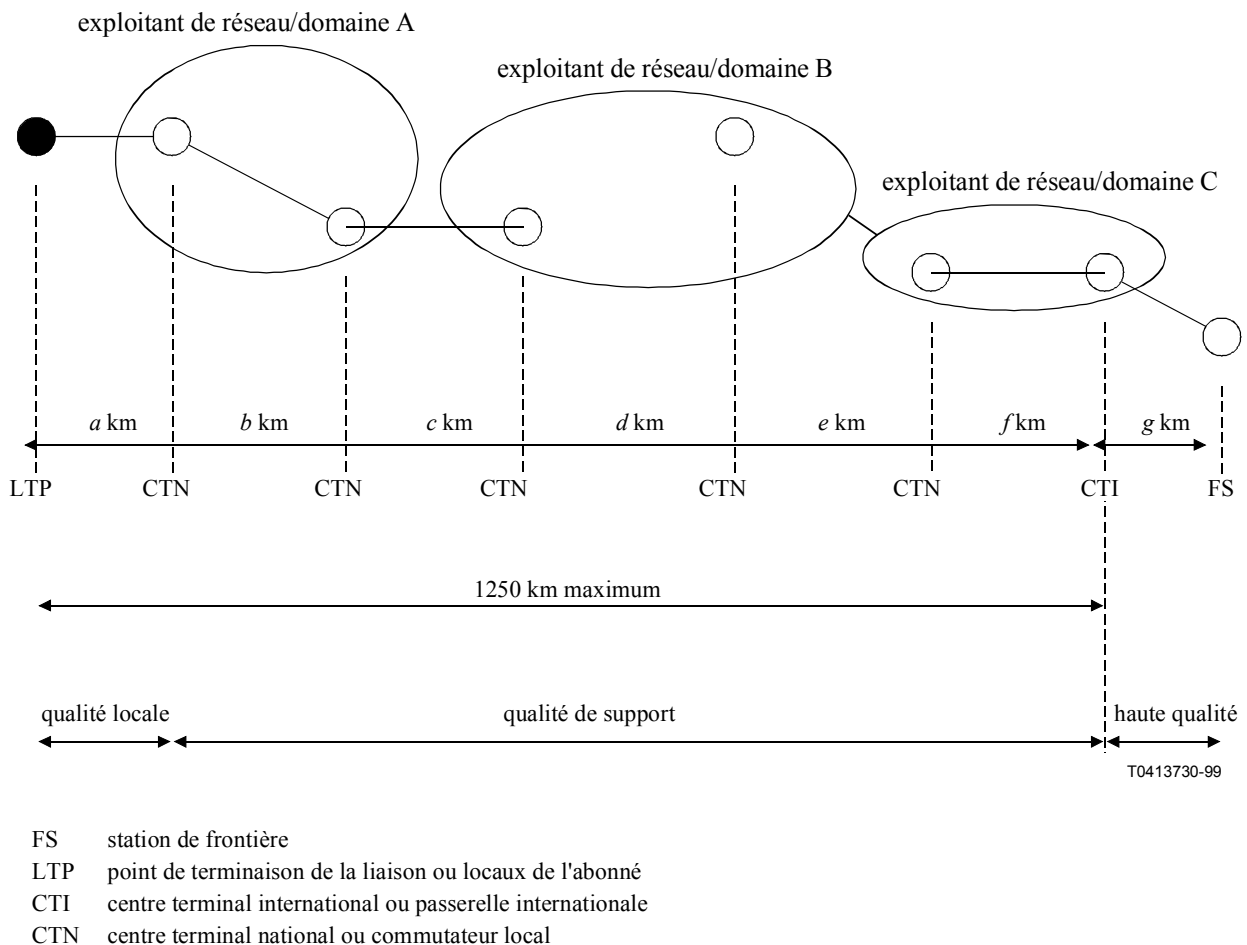 exploitant de réseau/domaine A
exploitant de réseau/domaine B
exploitant de réseau/domaine C
a km b km c km d km e km f km g km
LTP CTN CTN CTN CTN CTN CTI FS
1250 km maximum
qualité locale qualité de support haute qualité
T0413730-99
FS station de frontière
LTP point de terminaison de la liaison ou locaux de l'abonné
CTI centre terminal international ou passerelle internationale
CTN centre terminal national ou commutateur local